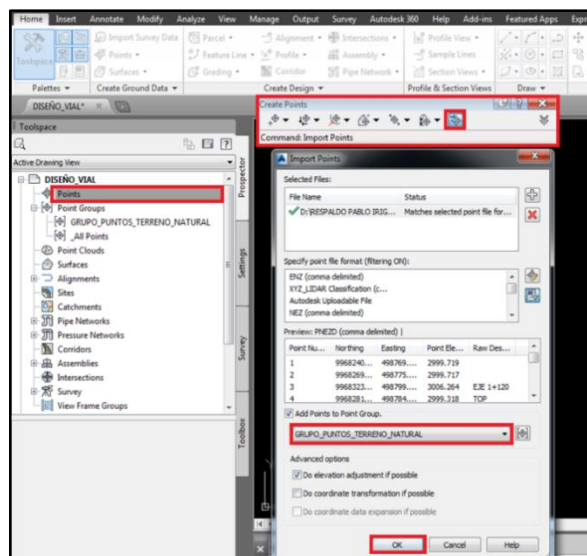 Home Insert Annotate Modify Analyze View Manage Output Survey Autodesk 360 Help Add-ins Featured Apps Expr
Toolspace
Import Survey Data
Points
Surfaces
Parcel
Feature Line
Grading
Alignment
Profile
Corridor
Intersections
Assembly
Pipe Network
Profile View
Sample Lines
Section Views
Palettes Create Ground Data Create Design Profile & Section Views Draw
DISEÑO_VIAL*
Toolspace
Active Drawing View
DISEÑO_VIAL
Points
Point Groups
GRUPO_PUNTOS_TERRENO_NATURAL
_All Points
Point Clouds
Surfaces
Alignments
Sites
Catchments
Pipe Networks
Pressure Networks
Corridors
Assemblies
Intersections
Survey
View Frame Groups
Prospector
Settings
Survey
Toolbox
Create Points
Command: Import Points
Import Points
Selected Files:
File Name Status
D:\RESPALDO PABLO IRIG... Matches selected point file for...
Specify point file format (filtering ON):
ENZ (comma delimited)
XYZ_LIDAR Classification (c...
Autodesk Uploadable File
NEZ (comma delimited)
Preview: PNEZD (comma delimited) |
Point Nu... Northing Easting Point Ele... Raw Des...
1 9968240... 498769.... 2999.719
2 9968269... 498775.... 2999.717
3 9968323... 498799.... 3006.264 EJE 1+120
4 9968281... 498784.... 2999.318 TOP
Add Points to Point Group.
GRUPO_PUNTOS_TERRENO_NATURAL
Advanced options
Do elevation adjustment if possible
Do coordinate transformation if possible
Do coordinate data expansion if possible
OK Cancel Help